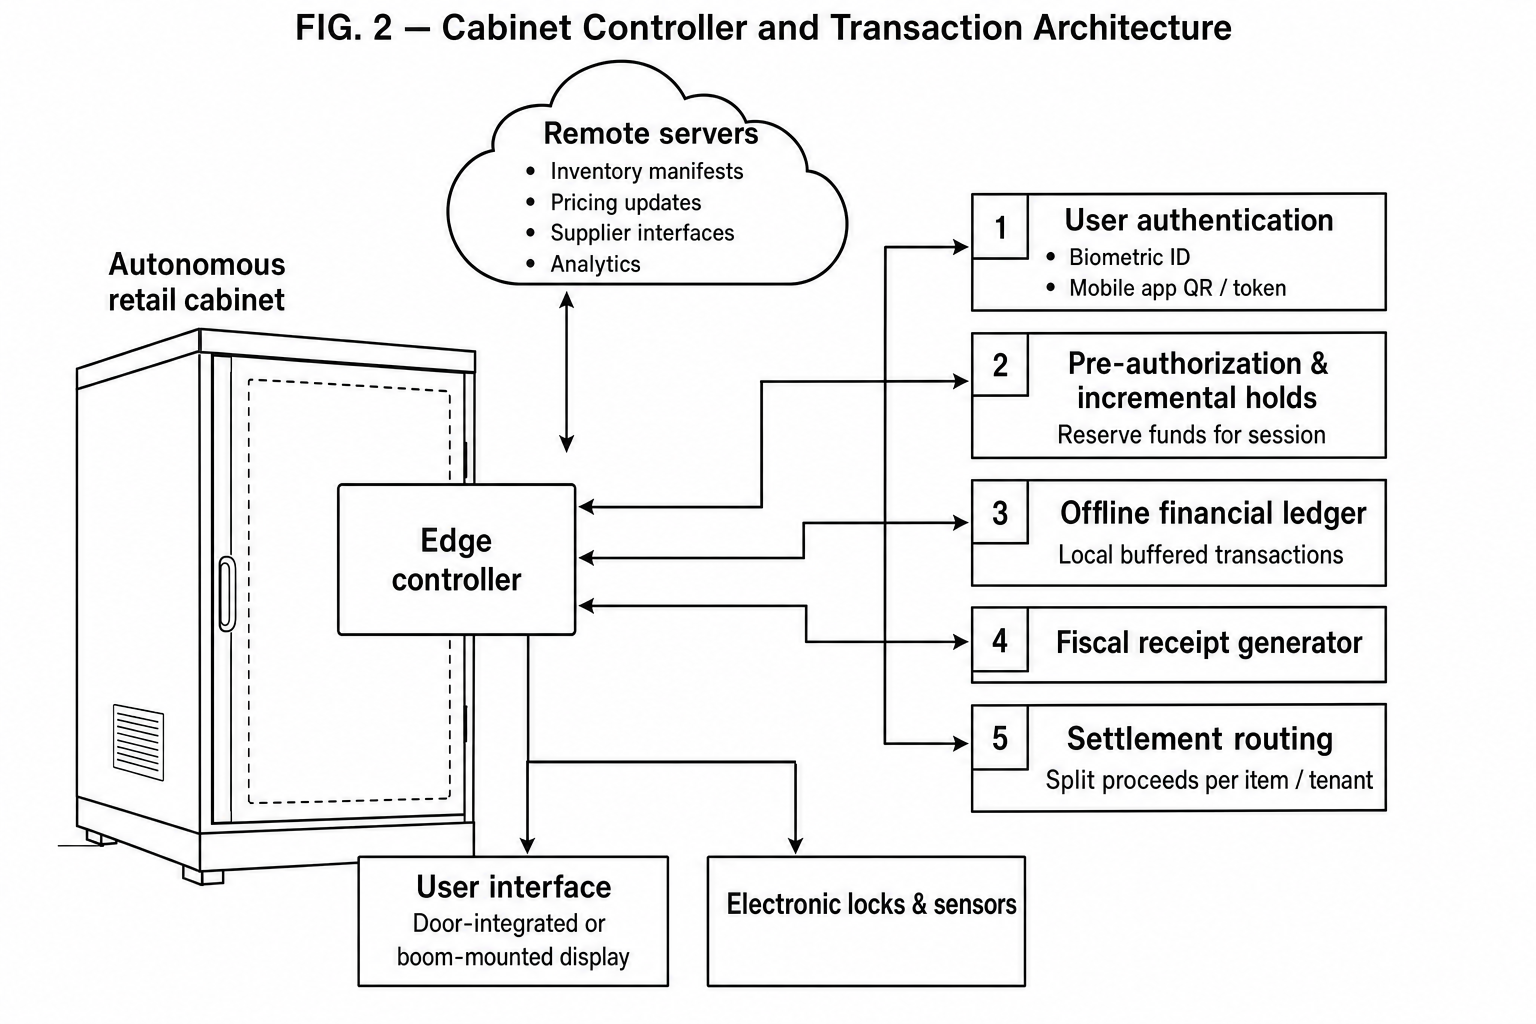 FIG. 2 — Cabinet Controller and Transaction Architecture
Remote servers
• Inventory manifests
• Pricing updates
• Supplier interfaces
• Analytics
Autonomous
retail cabinet
Edge
controller
1
User authentication
• Biometric ID
• Mobile app QR / token
2
Pre-authorization &
incremental holds
Reserve funds for session
3
Offline financial ledger
Local buffered transactions
4
Fiscal receipt generator
5
Settlement routing
Split proceeds per item / tenant
User interface
Door-integrated or
boom-mounted display
Electronic locks & sensors